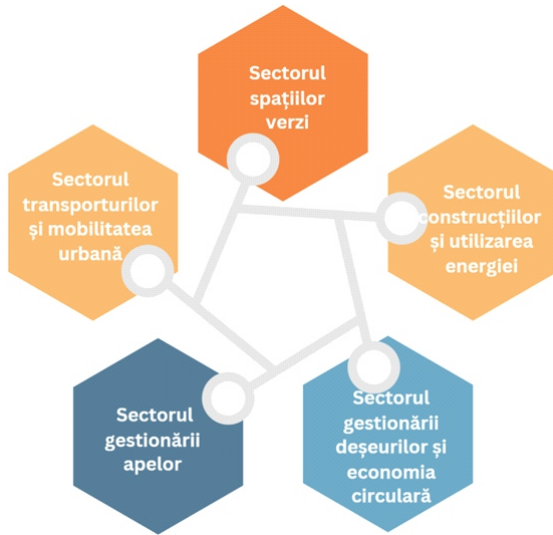 Sectorul
spațiilor
verzi
Sectorul
transporturilor
și mobilitatea
urbană
Sectorul
construcțiilor
și utilizarea
energiei
Sectorul
gestionării
apelor
Sectorul
gestionării
deșeurilor și
economia
circulară